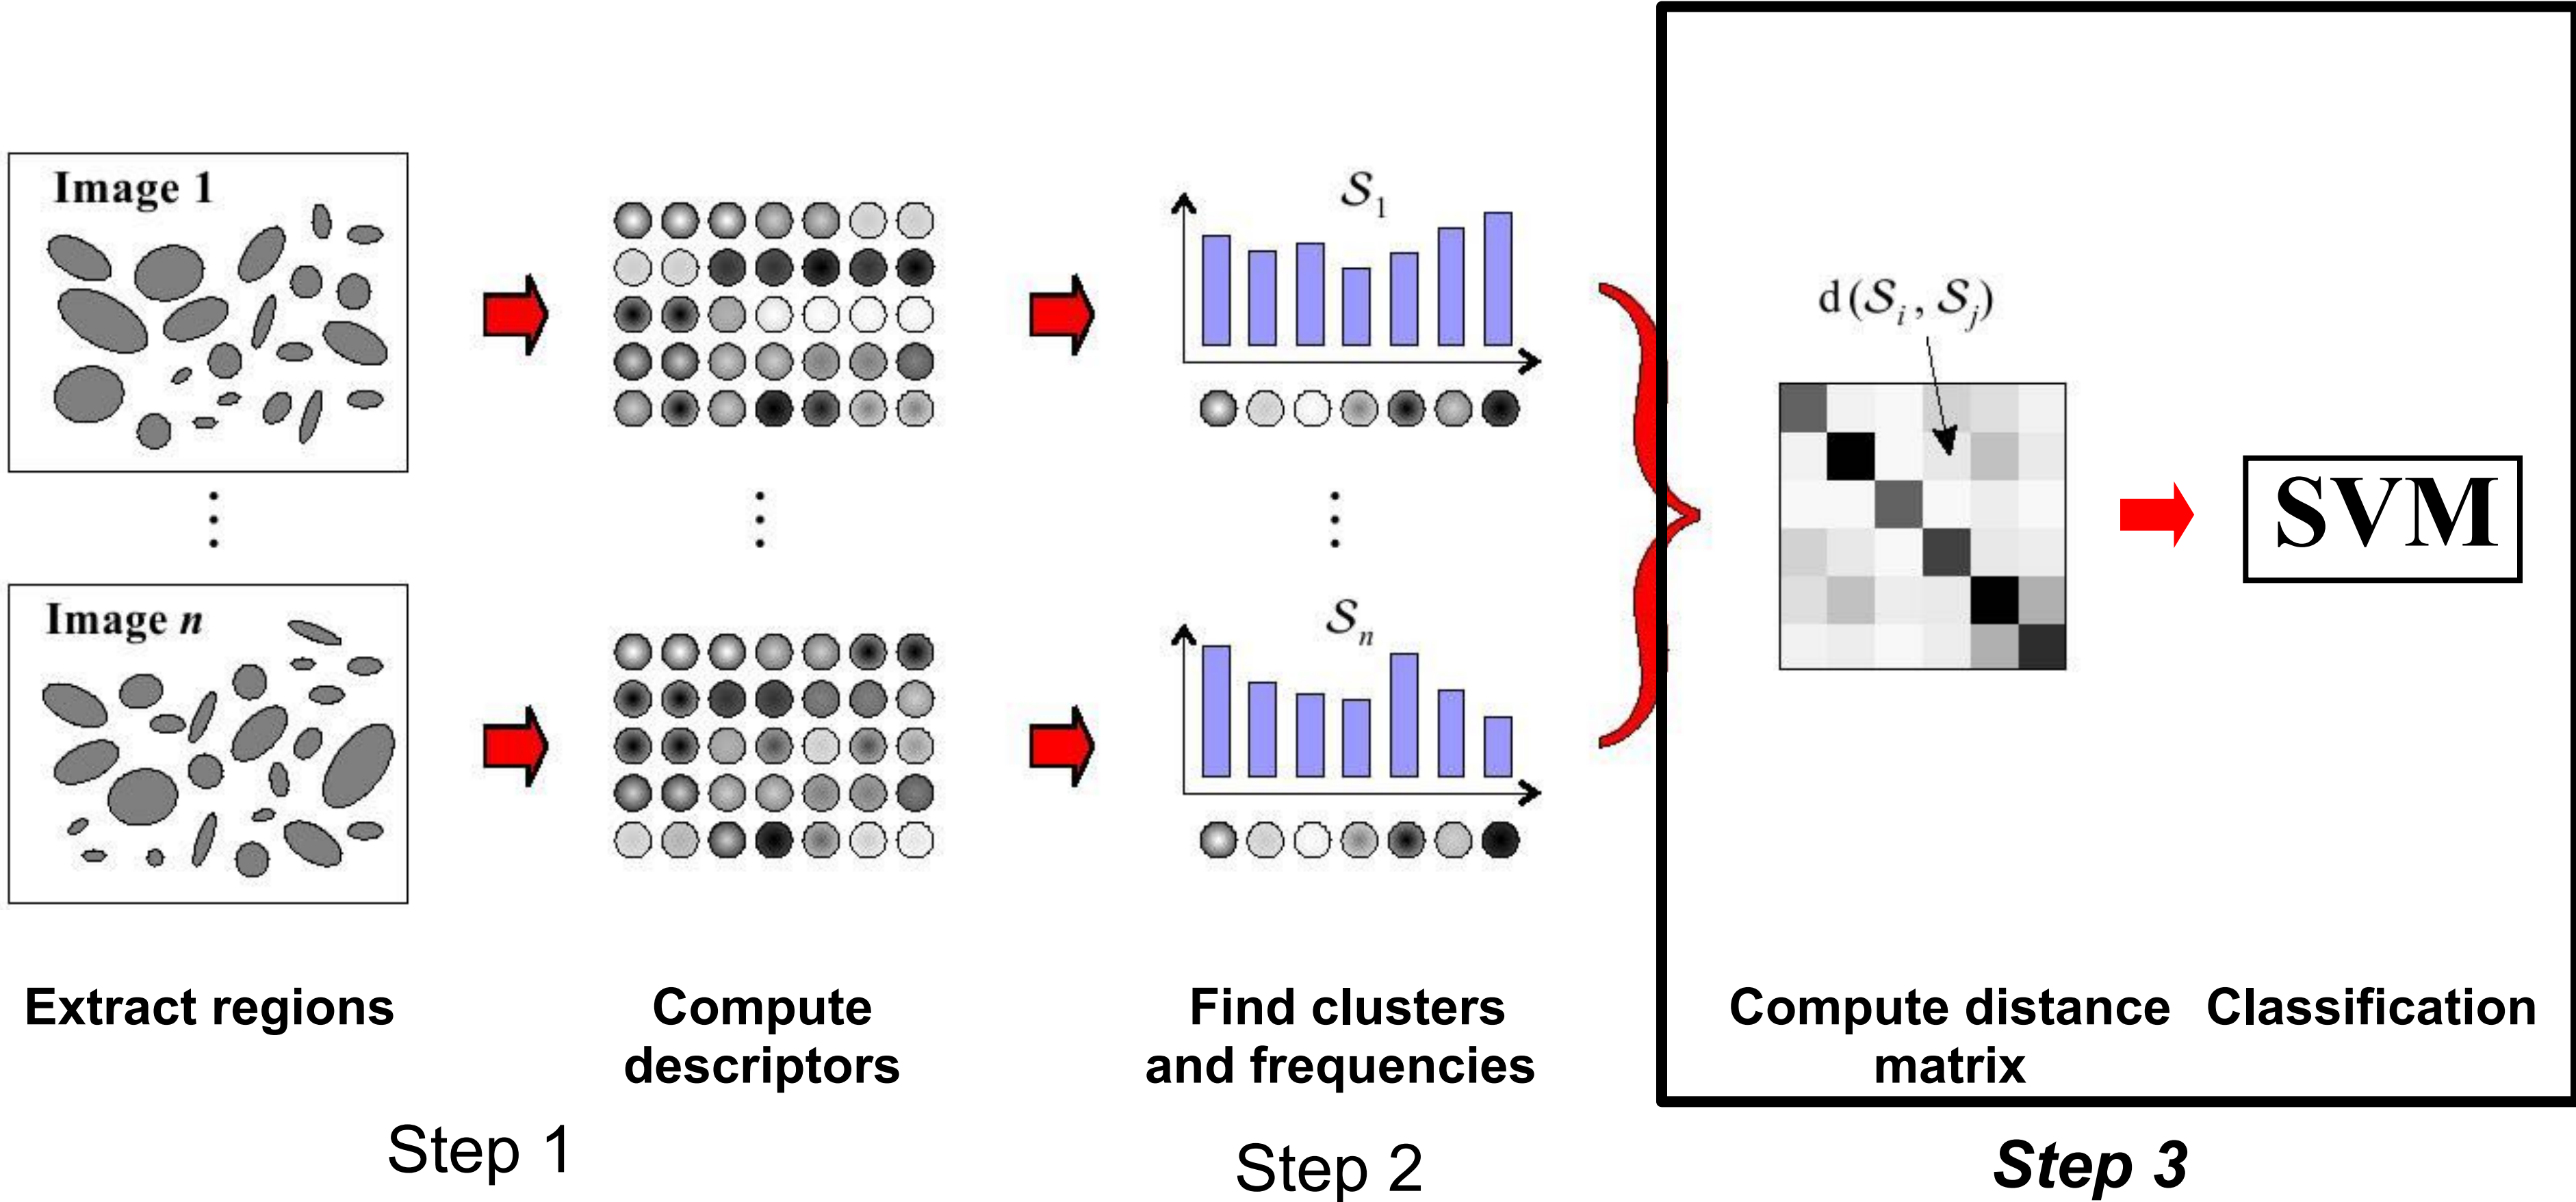 Image 1
S1
d(Si, Sj)
SVM
Image n
Sn
Extract regions
Compute
descriptors
Find clusters
and frequencies
Compute distance
matrix
Classification
Step 1
Step 2
Step 3